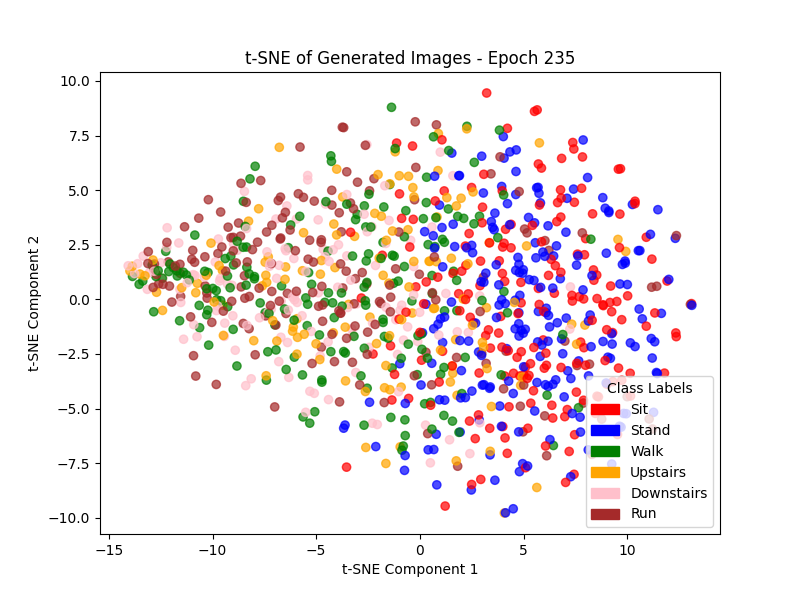 t-SNE of Generated Images - Epoch 235
t-SNE Component 2
10.0
7.5
5.0
2.5
0.0
−2.5
−5.0
−7.5
−10.0
Class Labels
Sit
Stand
Walk
Upstairs
Downstairs
Run
−15
−10
−5
0
5
10
t-SNE Component 1